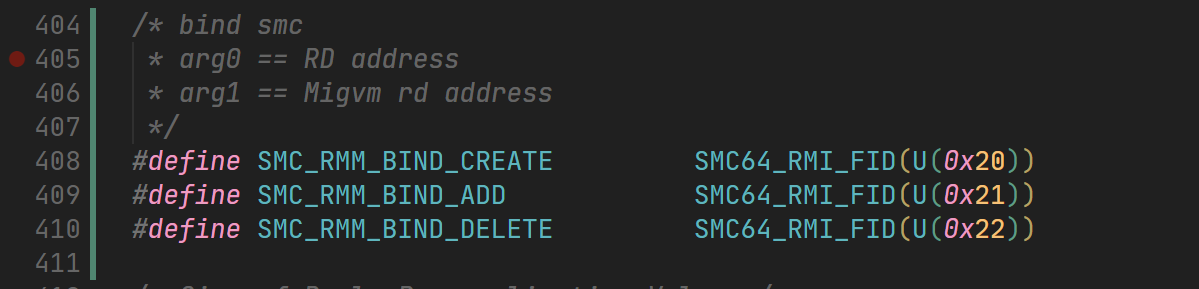 404 /* bind smc
405 * arg0 == RD address
406 * arg1 == Migvm rd address
407 */
408 #define SMC_RMM_BIND_CREATE SMC64_RMI_FID(U(0x20))
409 #define SMC_RMM_BIND_ADD SMC64_RMI_FID(U(0x21))
410 #define SMC_RMM_BIND_DELETE SMC64_RMI_FID(U(0x22))
411